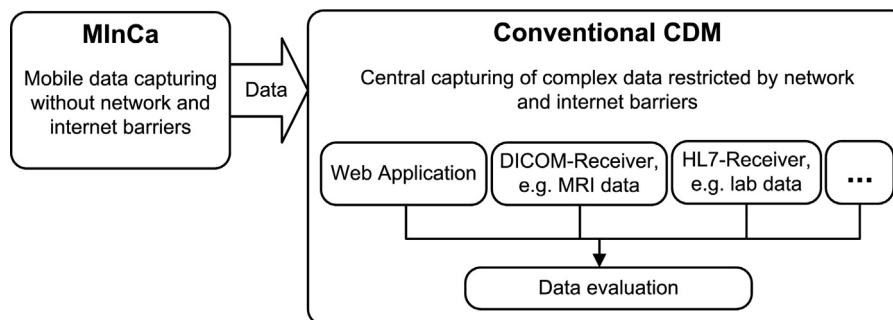 MInCa
Mobile data capturing
without network and
internet barriers
Data
Conventional CDM
Central capturing of complex data restricted by network
and internet barriers
Web Application
DICOM-Receiver,
e.g. MRI data
HL7-Receiver,
e.g. lab data
...
Data evaluation